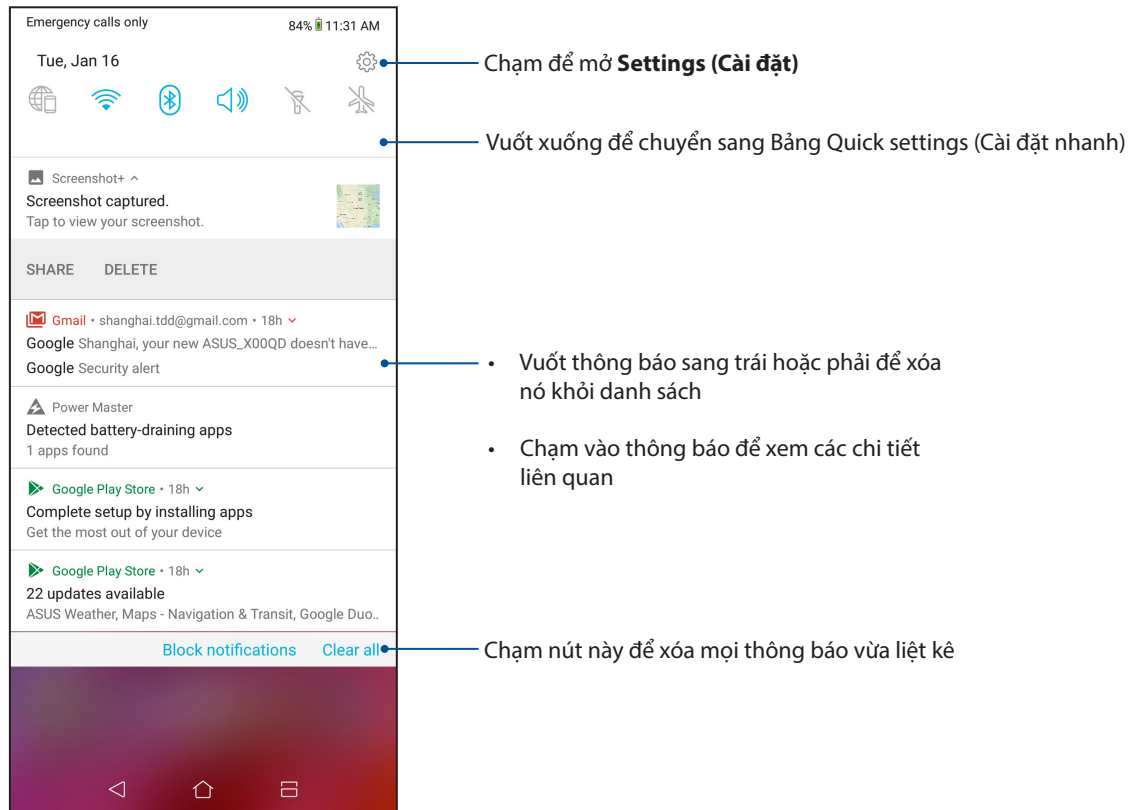 Emergency calls only 84% 11:31 AM
Tue, Jan 16
Chạm để mở Settings (Cài đặt)
Vuốt xuống để chuyển sang Bảng Quick settings (Cài đặt nhanh)
Screenshot+
Screenshot captured.
Tap to view your screenshot.
SHARE DELETE
Gmail • shanghai.tdd@gmail.com • 18h
Google Shanghai, your new ASUS_X00QD doesn't have...
Google Security alert
• Vuốt thông báo sang trái hoặc phải để xóa
nó khỏi danh sách
• Chạm vào thông báo để xem các chi tiết
liên quan
Power Master
Detected battery-draining apps
1 apps found
Google Play Store • 18h
Complete setup by installing apps
Get the most out of your device
Google Play Store • 18h
22 updates available
ASUS Weather, Maps - Navigation & Transit, Google Duo..
Block notifications Clear all
Chạm nút này để xóa mọi thông báo vừa liệt kê